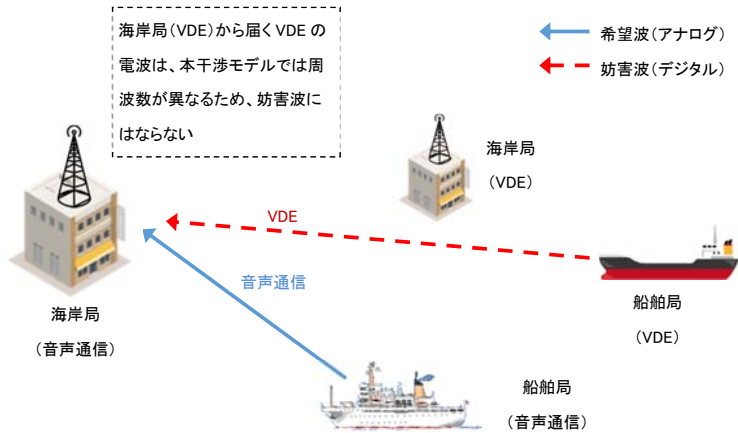 海岸局(VDE)から届く VDE の
電波は、本干渉モデルでは周
波数が異なるため、妨害波に
はならない
希望波(アナログ)
妨害波(デジタル)
海岸局
(VDE)
VDE
音声通信
海岸局
(音声通信)
船舶局
(VDE)
船舶局
(音声通信)